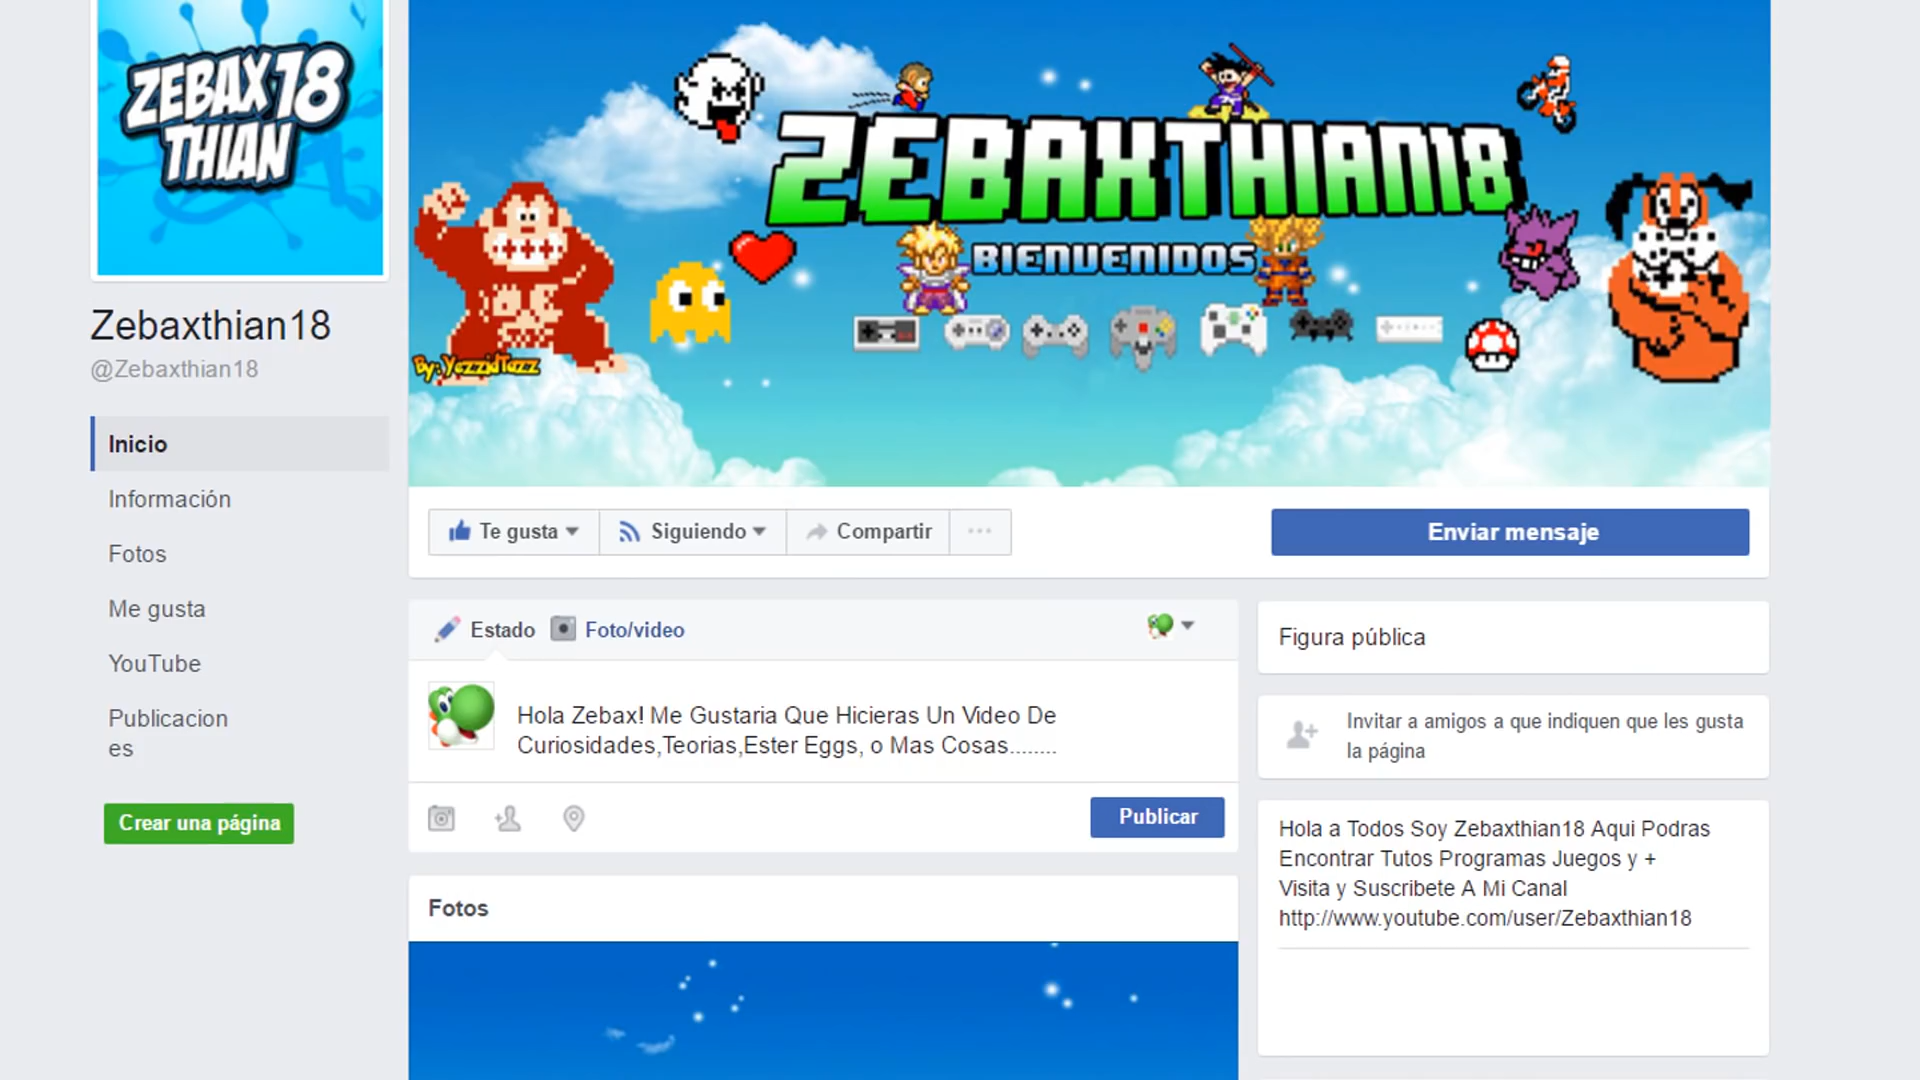 ZEBAX18
THIAN
ZEBAXTHIAN18
BIENVENIDOS
By:YezzidTazz
Zebaxthian18
@Zebaxthian18
Inicio
Información
Fotos
Me gusta
YouTube
Publicacion
es
Crear una página
Te gusta
Siguiendo
Compartir
Enviar mensaje
Estado
Foto/video
Hola Zebax! Me Gustaria Que Hicieras Un Video De
Curiosidades,Teorias,Ester Eggs, o Mas Cosas........
Publicar
Fotos
Figura pública
Invitar a amigos a que indiquen que les gusta
la página
Hola a Todos Soy Zebaxthian18 Aqui Podras
Encontrar Tutos Programas Juegos y +
Visita y Suscribete A Mi Canal
http://www.youtube.com/user/Zebaxthian18